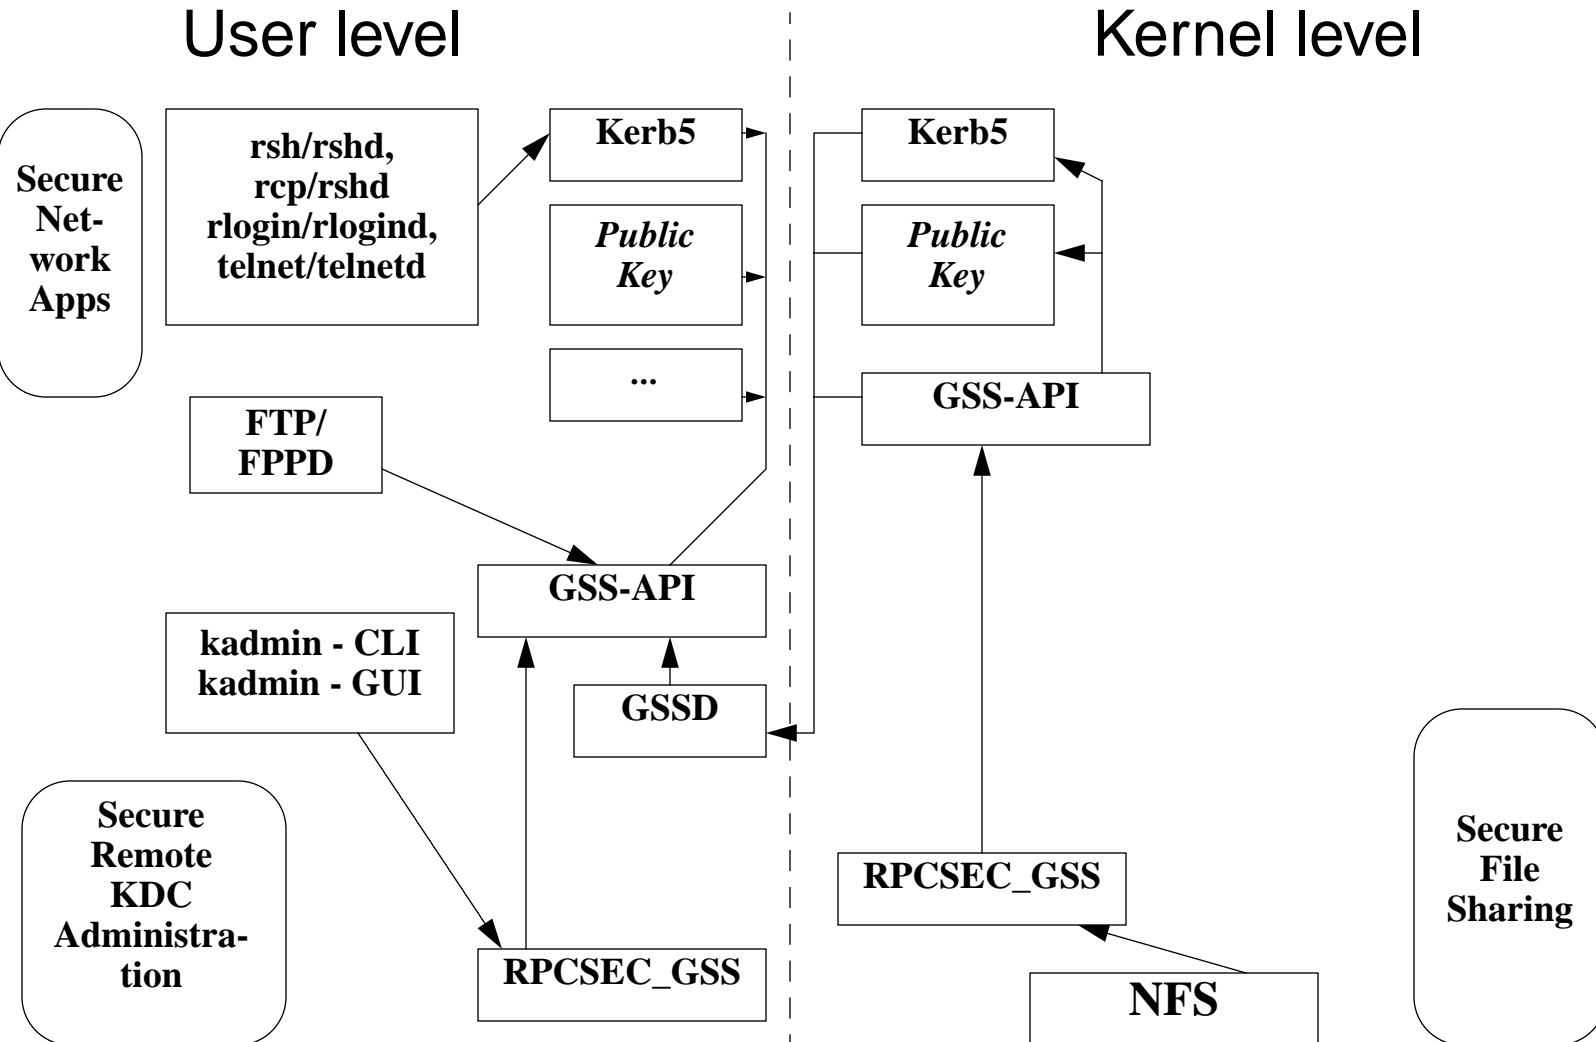 User level
Kernel level
Secure
Net-
work
Apps
rsh/rshd,
rcp/rshd
rlogin/rlogind,
telnet/telnetd
Kerb5
Public
Key
...
Kerb5
Public
Key
GSS-API
FTP/
FPPD
GSS-API
kadmin - CLI
kadmin - GUI
GSSD
Secure
Remote
KDC
Administra-
tion
RPCSEC_GSS
RPCSEC_GSS
NFS
Secure
File
Sharing